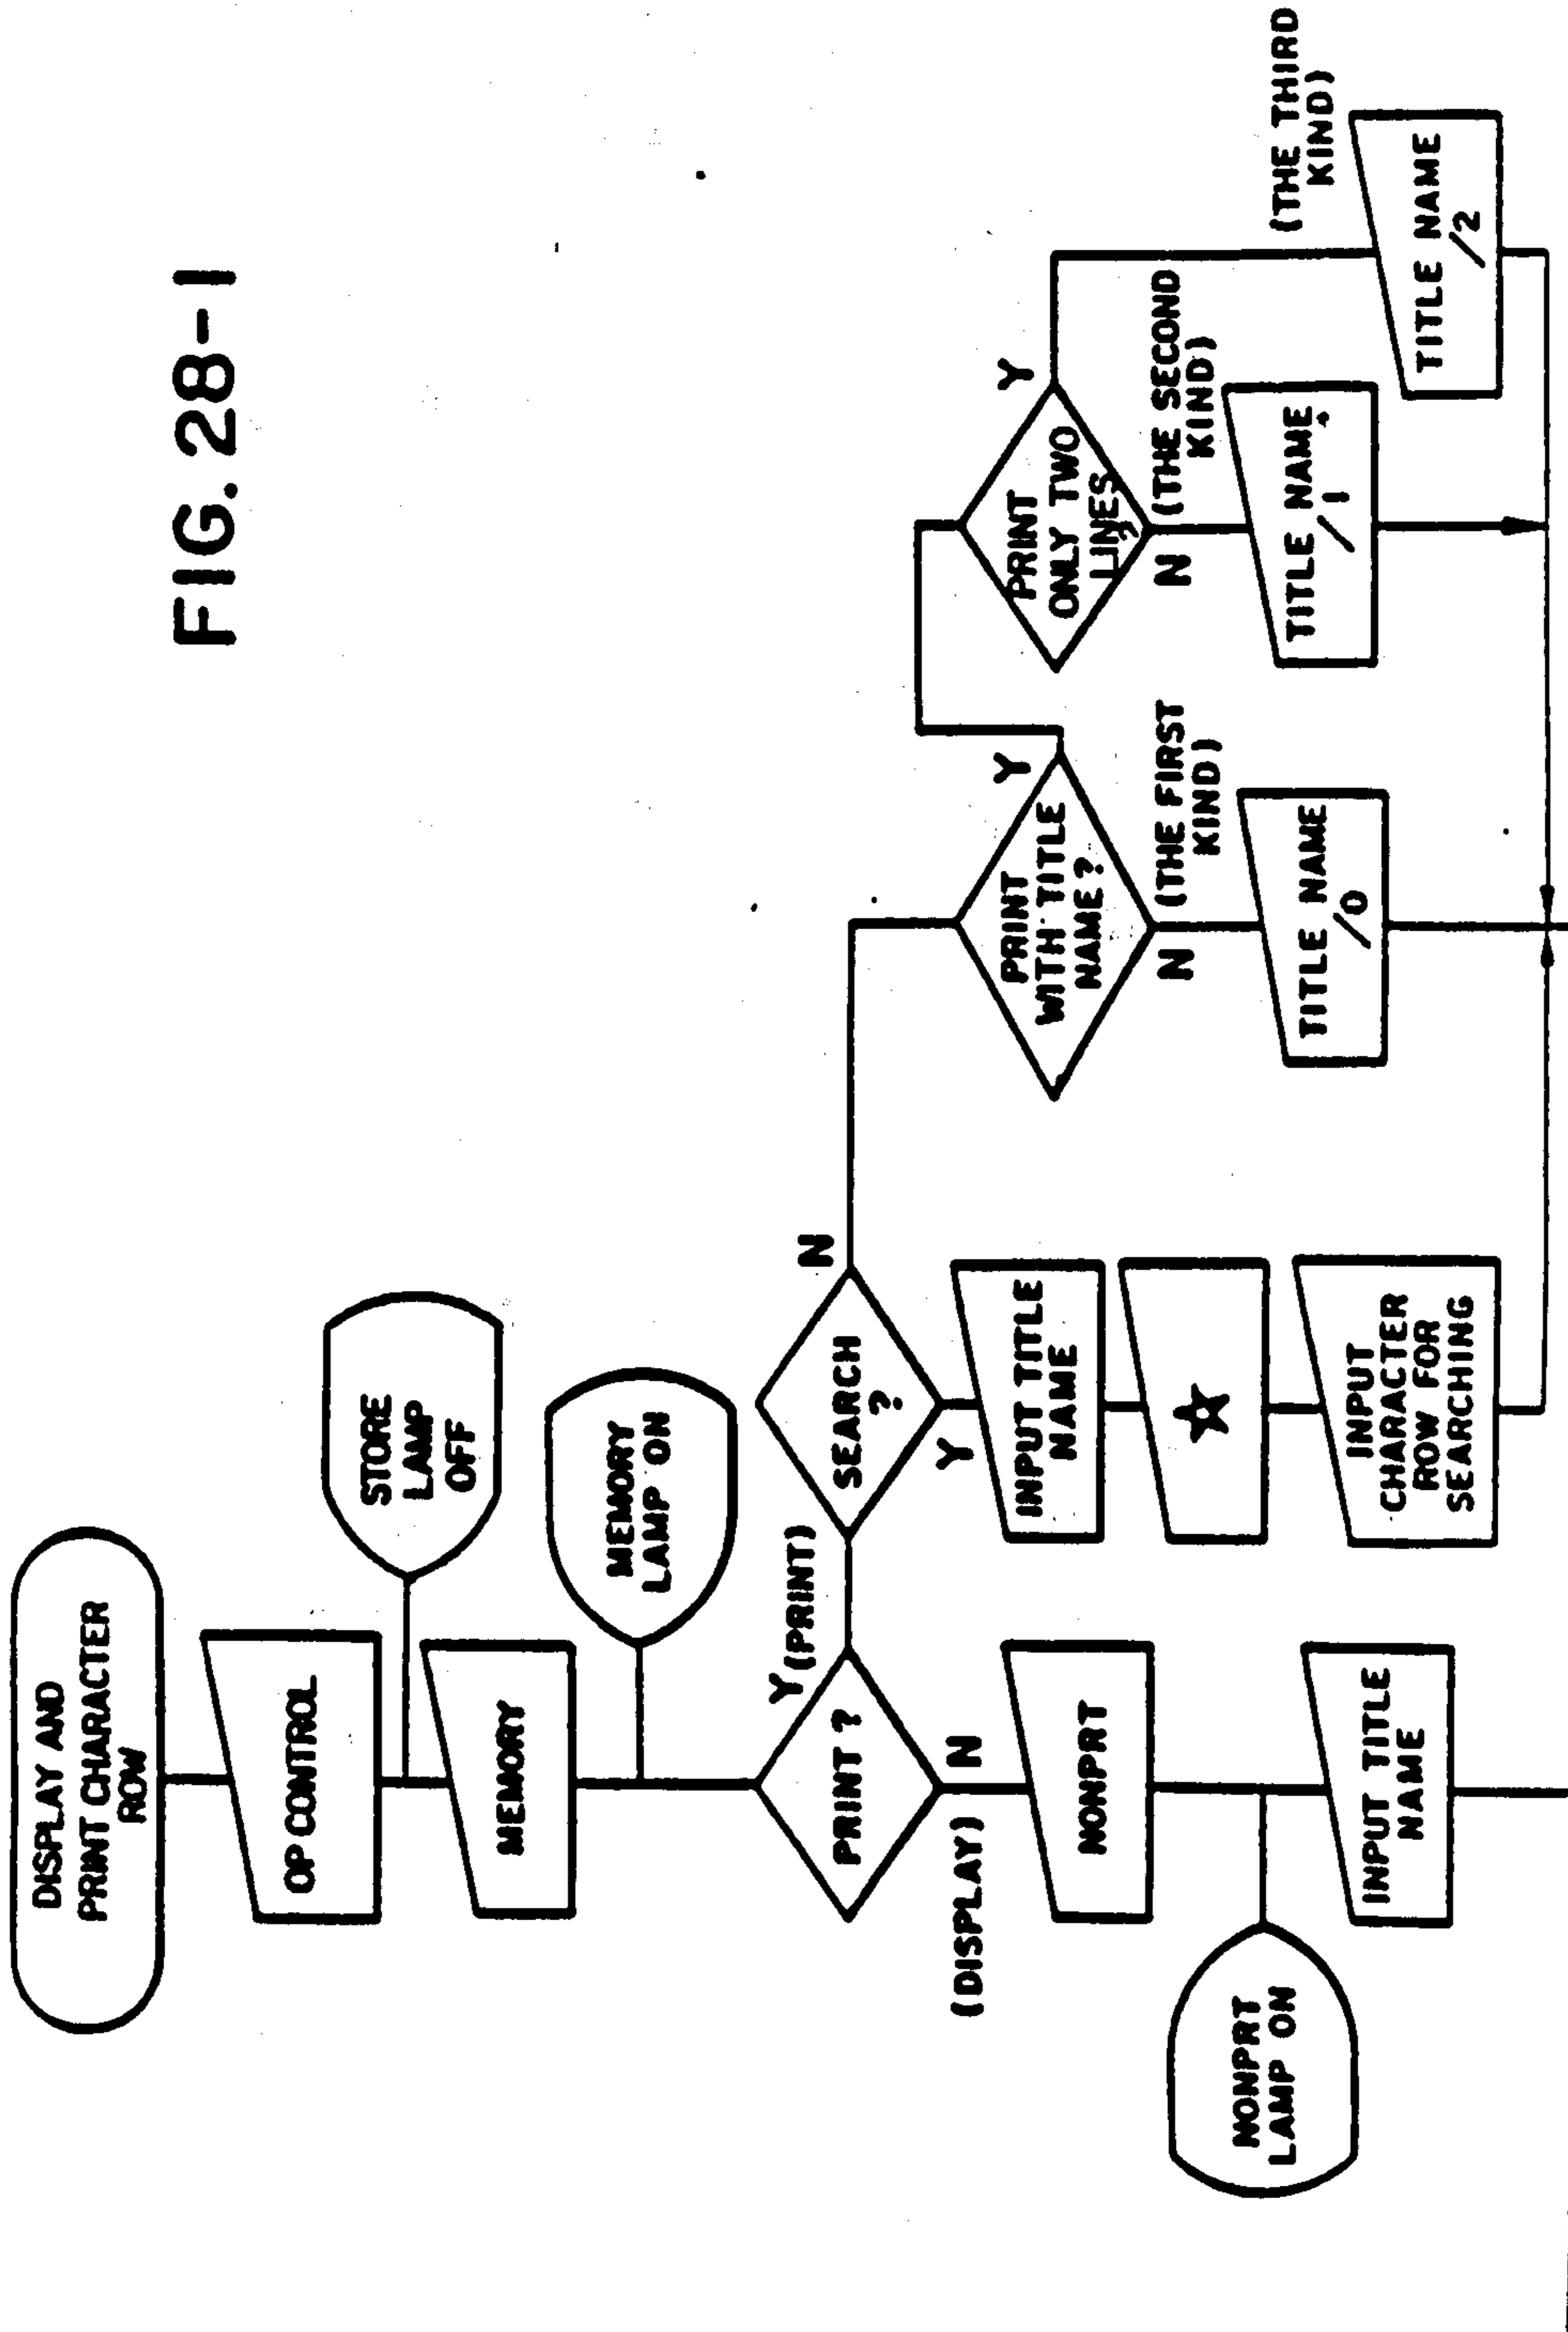 FIG. 28-1
DISPLAY AND
PRINT CHARACTER
ROW
OP CONTROL
STORE
LAMP
OFF
MEMORY
MEMORY
LAMP ON
PRINT ?
Y (PRINT)
N
(DISPLAY)
NONPRT
NONPRT
LAMP ON
INPUT TITLE
NAME
SEARCH
?
N
Y
INPUT TITLE
NAME
☆
INPUT
CHARACTER
ROW FOR
SEARCHING
PRINT
WITH TITLE
NAME?
Y
N
(THE FIRST
KIND)
TITLE NAME
/0
PRINT
ONLY TWO
LINES?
Y
N
(THE SECOND
KIND)
TITLE NAME
/1
(THE THIRD
KIND)
TITLE NAME
/2